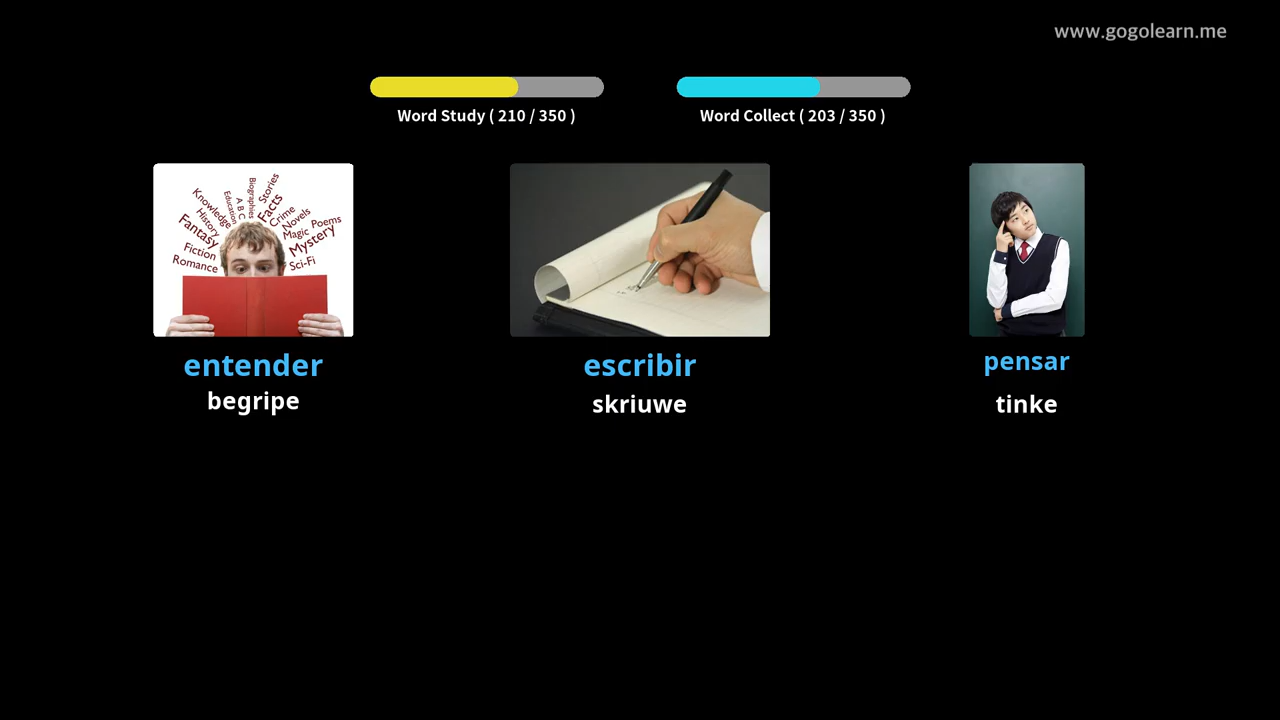 www.gogolearn.me
Word Study ( 210 / 350 )
Word Collect ( 203 / 350 )
Knowledge
History
Fantasy
Fiction
Romance
Education
A B C
Biographies
Stories
Facts
Crime
Novels
Magic
Poems
Mystery
Sci-Fi
entender
escribir
pensar
begripe
skriuwe
tinke